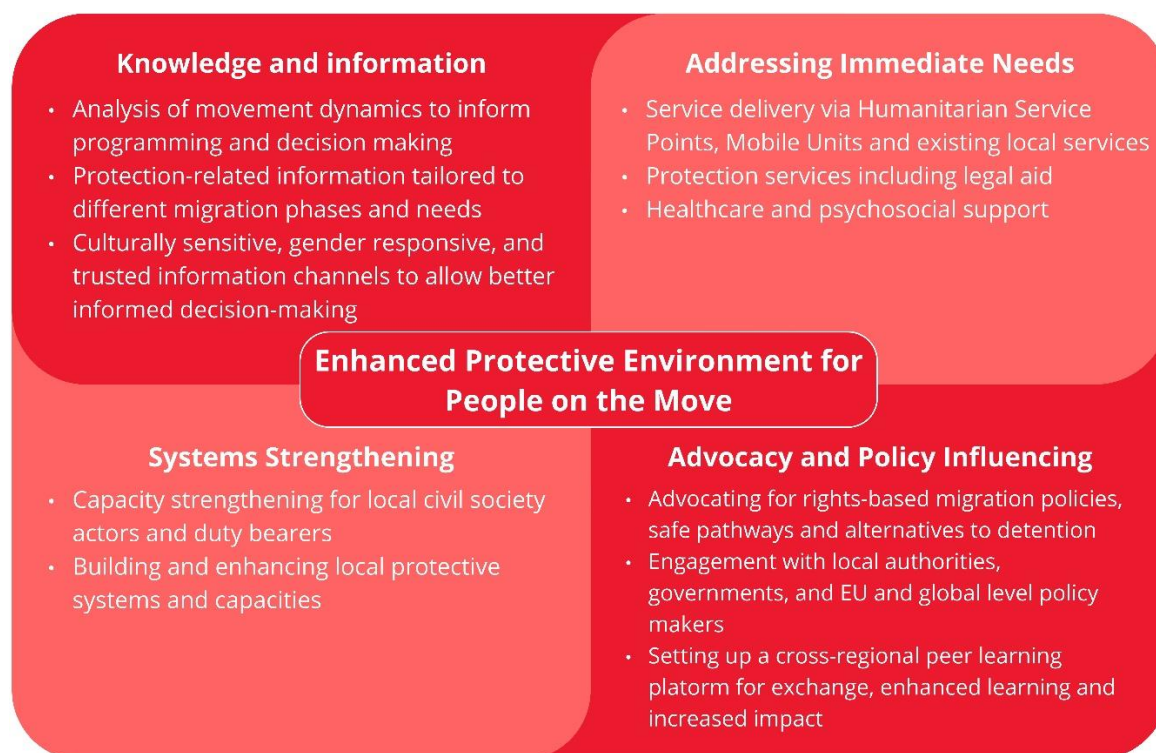 Knowledge and information
• Analysis of movement dynamics to inform
programming and decision making
• Protection-related information tailored to
different migration phases and needs
• Culturally sensitive, gender responsive, and
trusted information channels to allow better
informed decision-making
Addressing Immediate Needs
• Service delivery via Humanitarian Service
Points, Mobile Units and existing local services
• Protection services including legal aid
• Healthcare and psychosocial support
Enhanced Protective Environment for
People on the Move
Systems Strengthening
• Capacity strengthening for local civil society
actors and duty bearers
• Building and enhancing local protective
systems and capacities
Advocacy and Policy Influencing
• Advocating for rights-based migration policies,
safe pathways and alternatives to detention
• Engagement with local authorities,
governments, and EU and global level policy
makers
• Setting up a cross-regional peer learning
platorm for exchange, enhanced learning and
increased impact